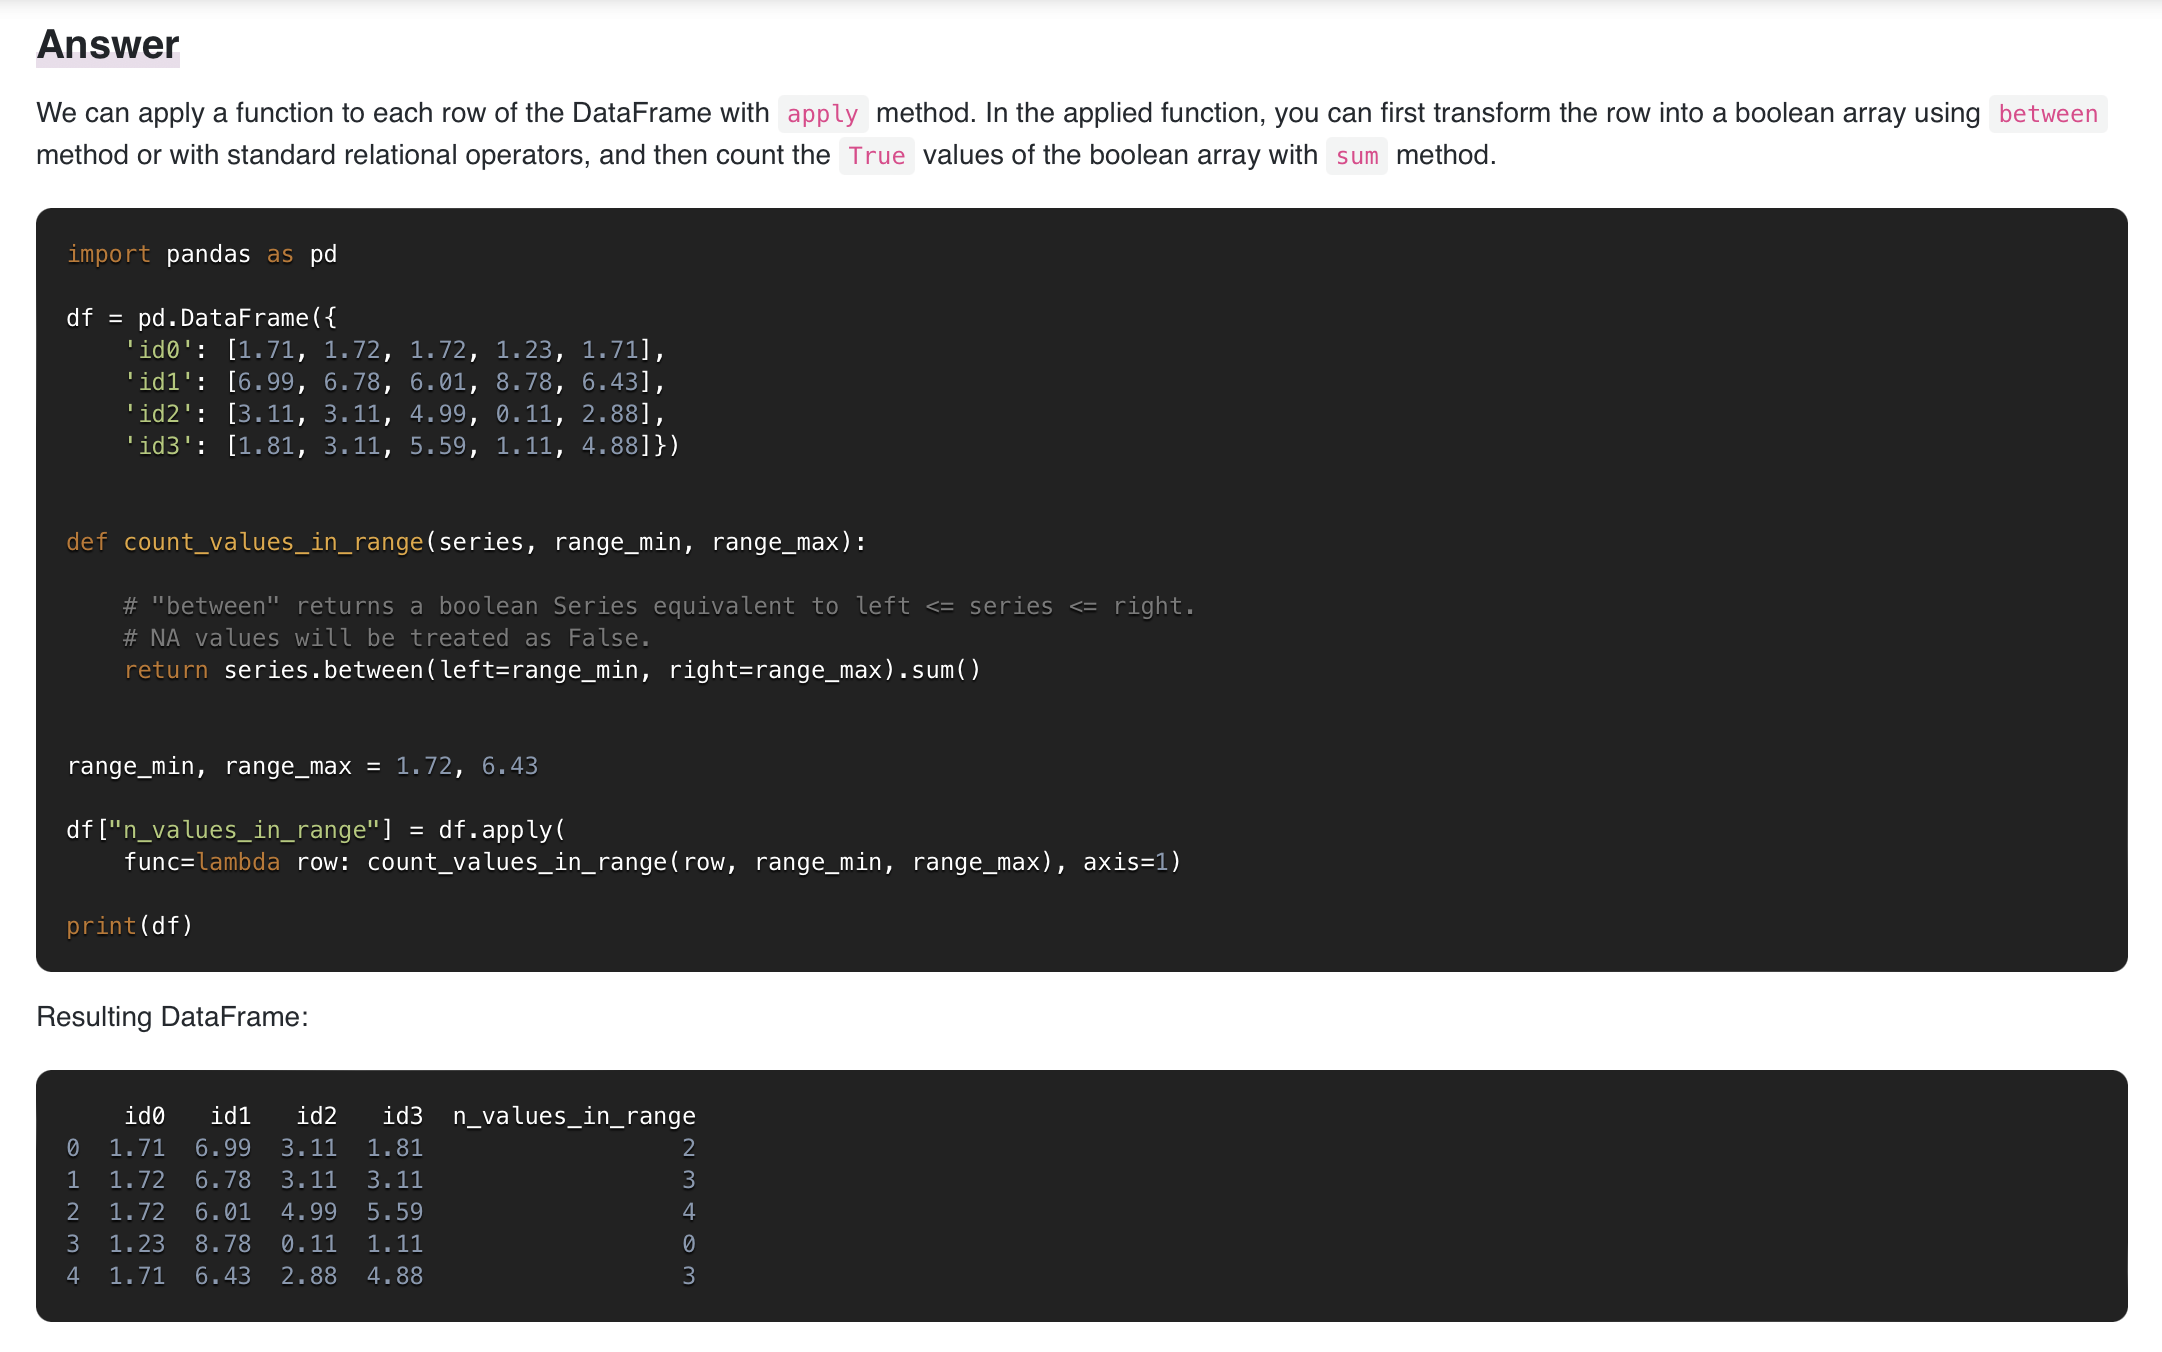 Answer
We can apply a function to each row of the DataFrame with apply method. In the applied function, you can first transform the row into a boolean array using between
method or with standard relational operators, and then count the True values of the boolean array with sum method.
import pandas as pd
df = pd.DataFrame({
    'id0': [1.71, 1.72, 1.72, 1.23, 1.71],
    'id1': [6.99, 6.78, 6.01, 8.78, 6.43],
    'id2': [3.11, 3.11, 4.99, 0.11, 2.88],
    'id3': [1.81, 3.11, 5.59, 1.11, 4.88]})
def count_values_in_range(series, range_min, range_max):
    # "between" returns a boolean Series equivalent to left <= series <= right.
    # NA values will be treated as False.
    return series.between(left=range_min, right=range_max).sum()
range_min, range_max = 1.72, 6.43
df["n_values_in_range"] = df.apply(
    func=lambda row: count_values_in_range(row, range_min, range_max), axis=1)
print(df)
Resulting DataFrame:
    id0   id1   id2   id3  n_values_in_range
0  1.71  6.99  3.11  1.81                  2
1  1.72  6.78  3.11  3.11                  3
2  1.72  6.01  4.99  5.59                  4
3  1.23  8.78  0.11  1.11                  0
4  1.71  6.43  2.88  4.88                  3